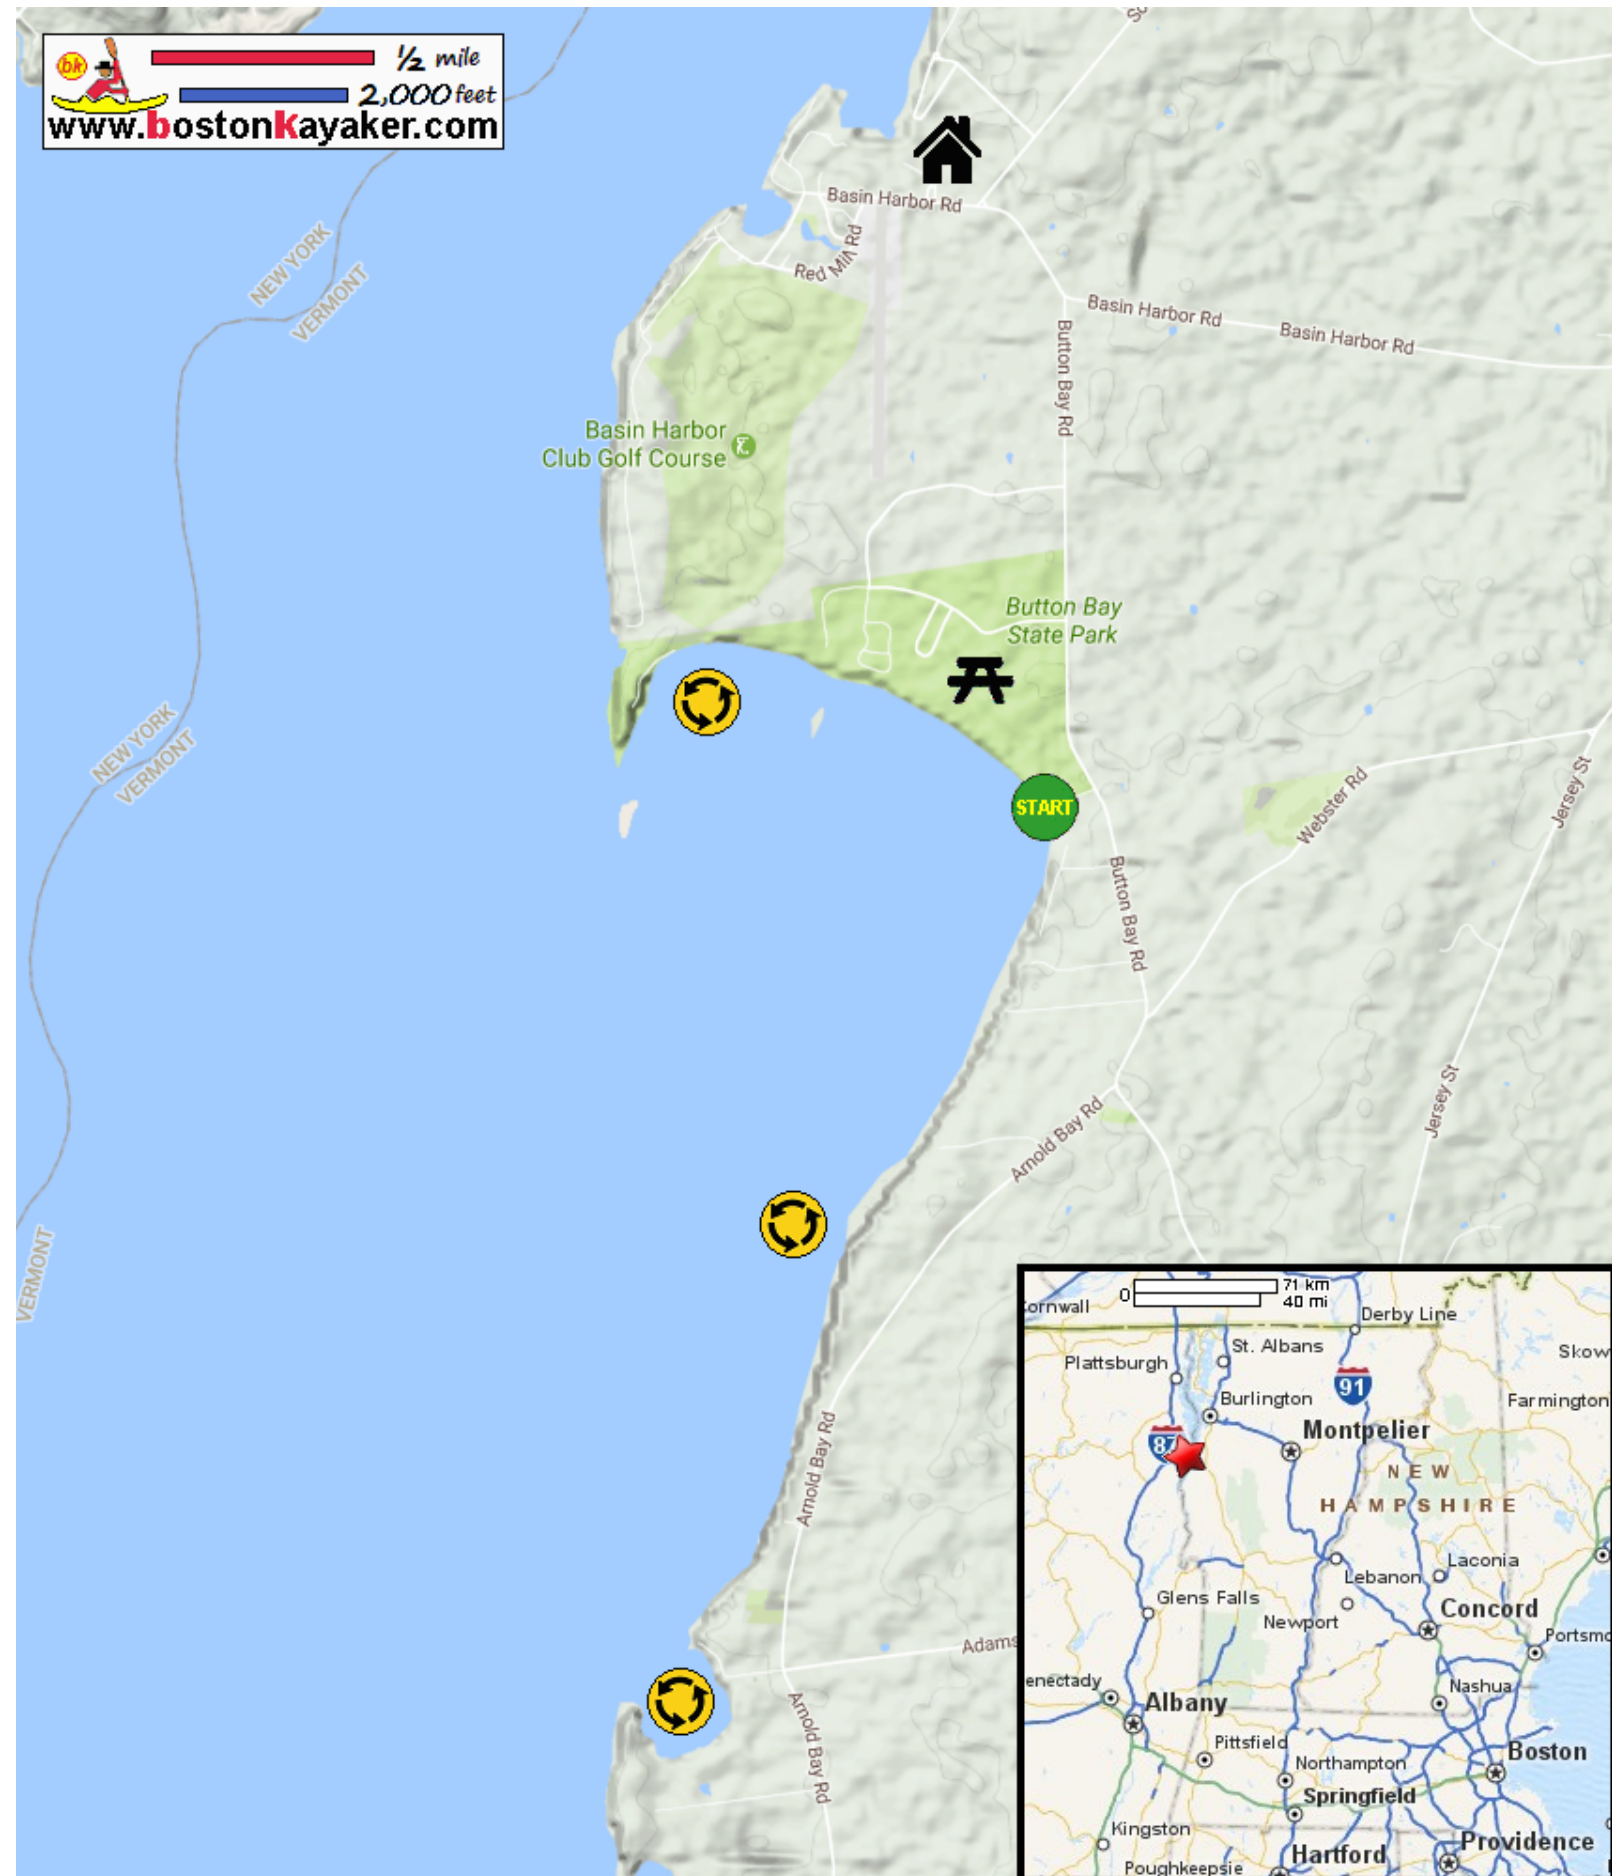 bk
½ mile
2,000 feet
www.bostonkayaker.com
Basin Harbor Rd
Red Mill Rd
NEW YORK
VERMONT
Basin Harbor Rd
Basin Harbor Rd
Button Bay Rd
Basin Harbor
Club Golf Course
Button Bay
State Park
NEW YORK
VERMONT
START
Webster Rd
Jersey St
Button Bay Rd
Jersey St
Arnold Bay Rd
VERMONT
0
71 km
40 mi
ornwall
Derby Line
St. Albans
Skow
Plattsburgh
91
Burlington
Farmington
87
Montpelier
NEW
HAMPSHIRE
Arnold Bay Rd
Laconia
Lebanon
Glens Falls
Newport
Concord
Adams
Portsmo
enectady
Nashua
Albany
Arnold Bay Rd
Pittsfield
Boston
Northampton
Springfield
Kingston
Providence
Hartford
Poughkeepsie